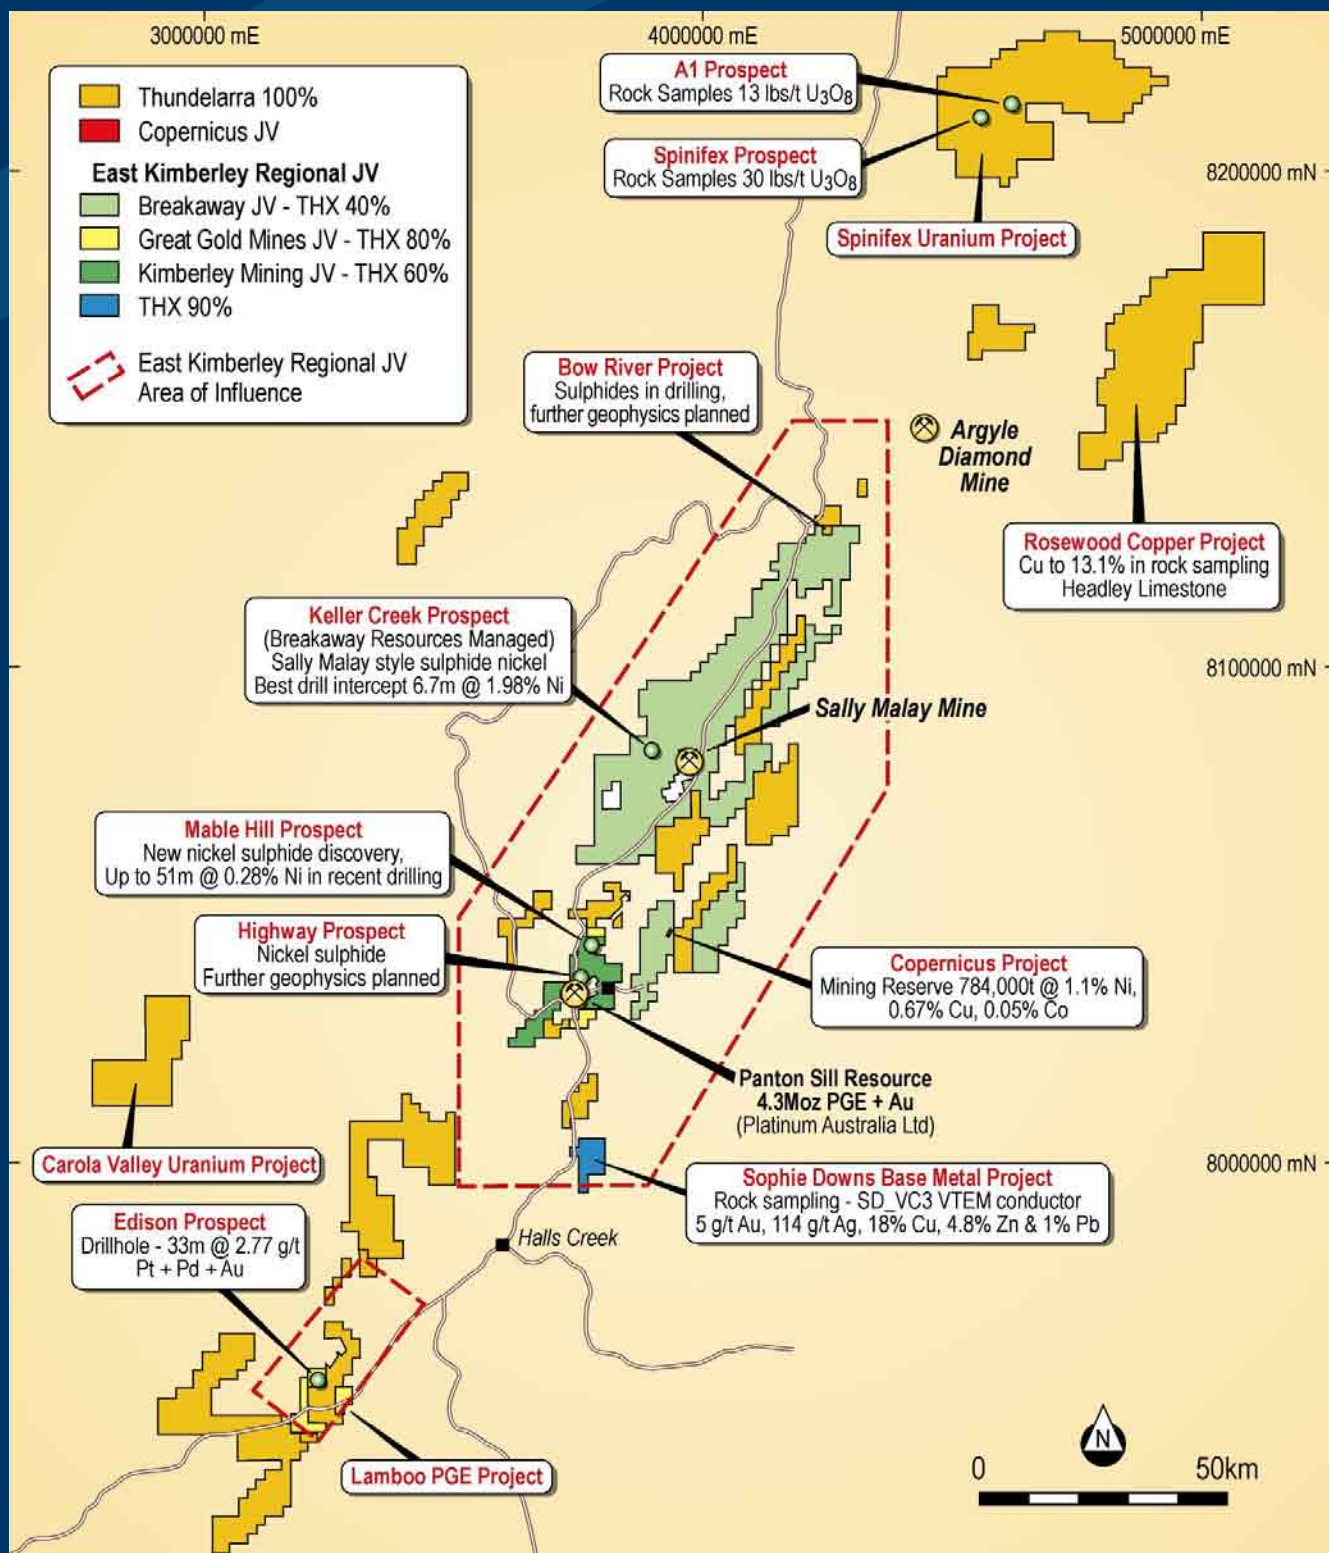 3000000 mE
4000000 mE
5000000 mE
Thundelarra 100%
Copernicus JV
East Kimberley Regional JV
Breakaway JV - THX 40%
Great Gold Mines JV - THX 80%
Kimberley Mining JV - THX 60%
THX 90%
East Kimberley Regional JV
Area of Influence
A1 Prospect
Rock Samples 13 lbs/t U₃O₈
Spinifex Prospect
Rock Samples 30 lbs/t U₃O₈
8200000 mN
Spinifex Uranium Project
Bow River Project
Sulphides in drilling,
further geophysics planned
Argyle
Diamond
Mine
Rosewood Copper Project
Cu to 13.1% in rock sampling
Headley Limestone
Keller Creek Prospect
(Breakaway Resources Managed)
Sally Malay style sulphide nickel
Best drill intercept 6.7m @ 1.98% Ni
8100000 mN
Sally Malay Mine
Mable Hill Prospect
New nickel sulphide discovery,
Up to 51m @ 0.28% Ni in recent drilling
Highway Prospect
Nickel sulphide
Further geophysics planned
Copernicus Project
Mining Reserve 784,000t @ 1.1% Ni,
0.67% Cu, 0.05% Co
Panton Sill Resource
4.3Moz PGE + Au
(Platinum Australia Ltd)
Carola Valley Uranium Project
8000000 mN
Sophie Downs Base Metal Project
Rock sampling - SD_VC3 VTEM conductor
5 g/t Au, 114 g/t Ag, 18% Cu, 4.8% Zn & 1% Pb
Edison Prospect
Drillhole - 33m @ 2.77 g/t
Pt + Pd + Au
Halls Creek
Lamboo PGE Project
N
0 50km